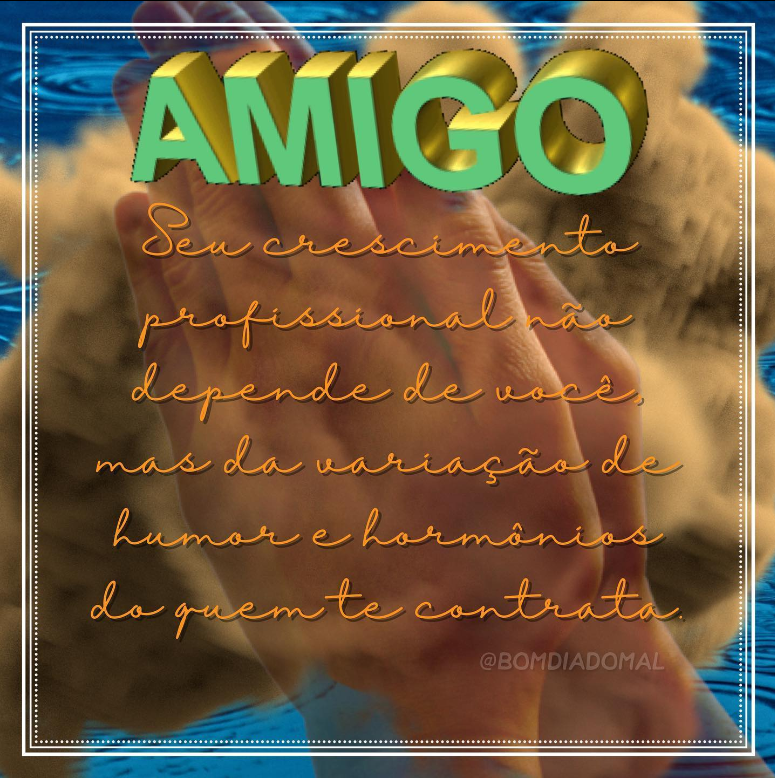 AMIGO
Seu crescimento
profissional não
depende de você,
mas da variação de
humor e hormônios
do quem te contrata.
@BOMDIADOMAL